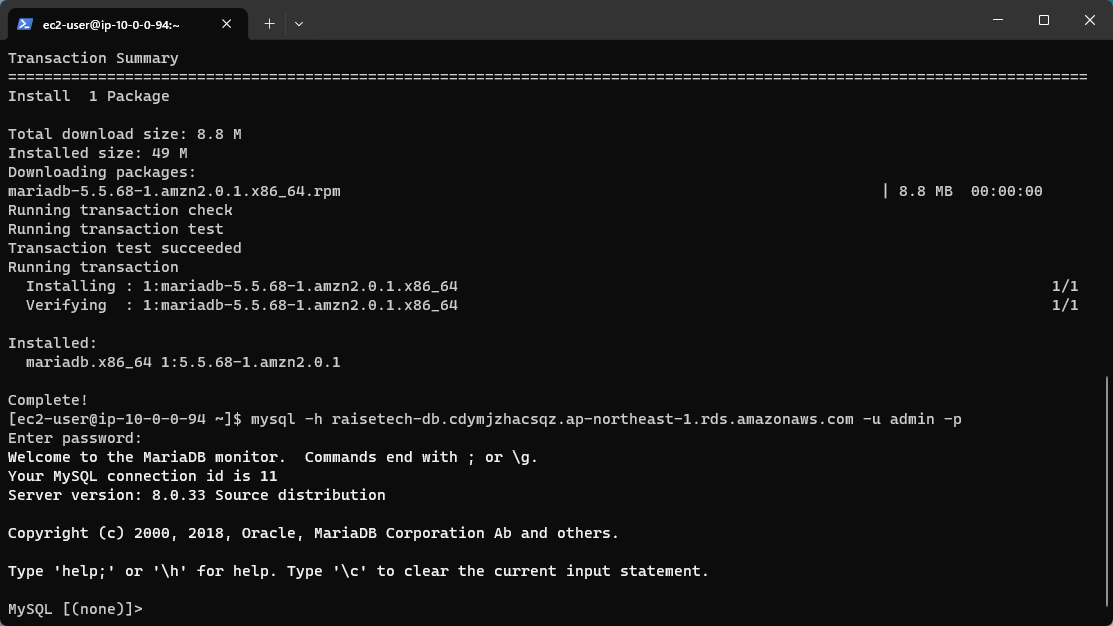 ec2-user@ip-10-0-0-94:~
Transaction Summary
========================================================================================================================
Install  1 Package
Total download size: 8.8 M
Installed size: 49 M
Downloading packages:
mariadb-5.5.68-1.amzn2.0.1.x86_64.rpm | 8.8 MB  00:00:00
Running transaction check
Running transaction test
Transaction test succeeded
Running transaction
  Installing : 1:mariadb-5.5.68-1.amzn2.0.1.x86_64 1/1
  Verifying  : 1:mariadb-5.5.68-1.amzn2.0.1.x86_64 1/1
Installed:
  mariadb.x86_64 1:5.5.68-1.amzn2.0.1
Complete!
[ec2-user@ip-10-0-0-94 ~]$ mysql -h raisetech-db.cdymjzhacsqz.ap-northeast-1.rds.amazonaws.com -u admin -p
Enter password:
Welcome to the MariaDB monitor.  Commands end with ; or \g.
Your MySQL connection id is 11
Server version: 8.0.33 Source distribution
Copyright (c) 2000, 2018, Oracle, MariaDB Corporation Ab and others.
Type 'help;' or '\h' for help. Type '\c' to clear the current input statement.
MySQL [(none)]>